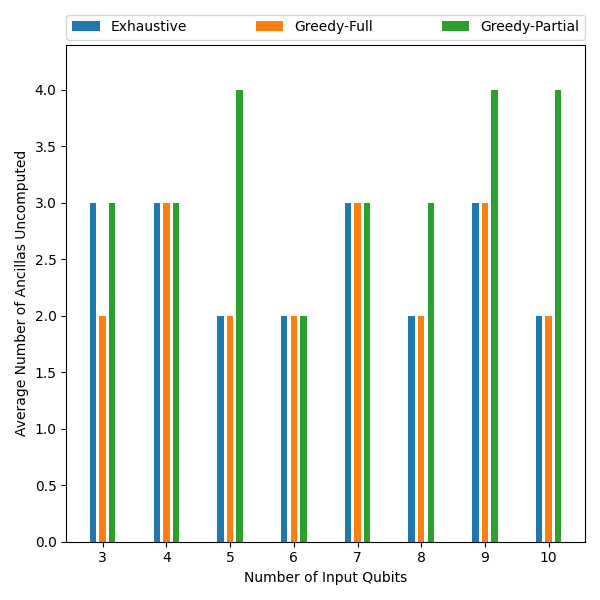 Exhaustive Greedy-Full Greedy-Partial
Average Number of Ancillas Uncomputed
4.0
3.5
3.0
2.5
2.0
1.5
1.0
0.5
0.0
3 4 5 6 7 8 9 10
Number of Input Qubits